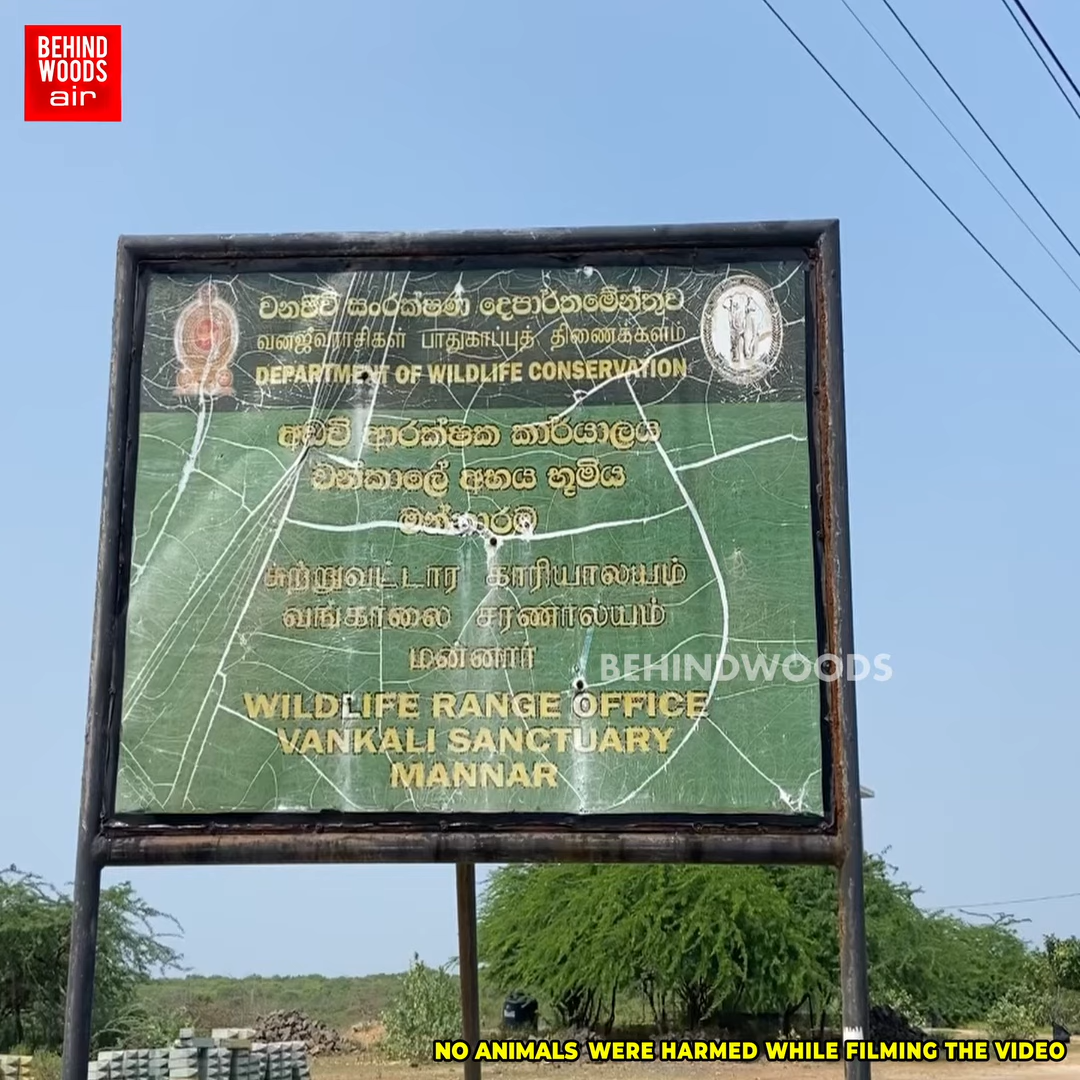 BEHIND
WOODS
air
වනජීවී සංරක්ෂණ දෙපාර්තමේන්තුව
வனஜீவராசிகள் பாதுகாப்புத் திணைக்களம்
DEPARTMENT OF WILDLIFE CONSERVATION
අඩවි ආරක්ෂක කාර්යාලය
වන්කාලේ අභය භූමිය
මන්නාරම
சுற்றுவட்டார காரியாலயம்
வங்காலை சரணாலயம்
மன்னார்
BEHINDWOODS
WILDLIFE RANGE OFFICE
VANKALI SANCTUARY
MANNAR
NO ANIMALS WERE HARMED WHILE FILMING THE VIDEO